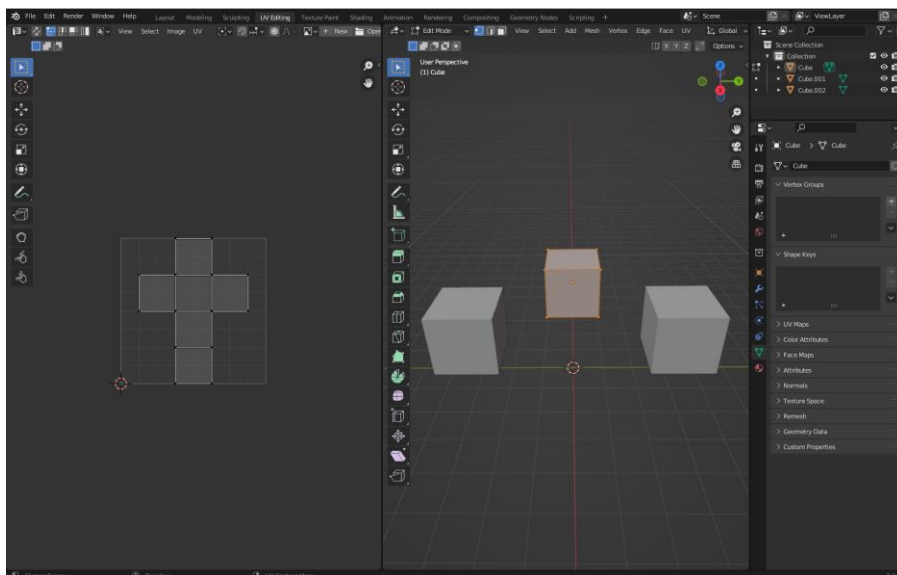 File Edit Render Window Help Layout Modeling Sculpting UV Editing Texture Paint Shading Animation Rendering Compositing Geometry Nodes Scripting + Scene ViewLayer
View Select Image UV + New Open
Edit Mode View Select Add Mesh Vertex Edge Face UV Global
X Y Z Options
User Perspective
(1) Cube
Z
Scene Collection
Collection
Cube
Cube.001
Cube.002
Cube > Cube
Cube
Vertex Groups
Shape Keys
UV Maps
Color Attributes
Face Maps
Attributes
Normals
Texture Space
Remesh
Geometry Data
Custom Properties